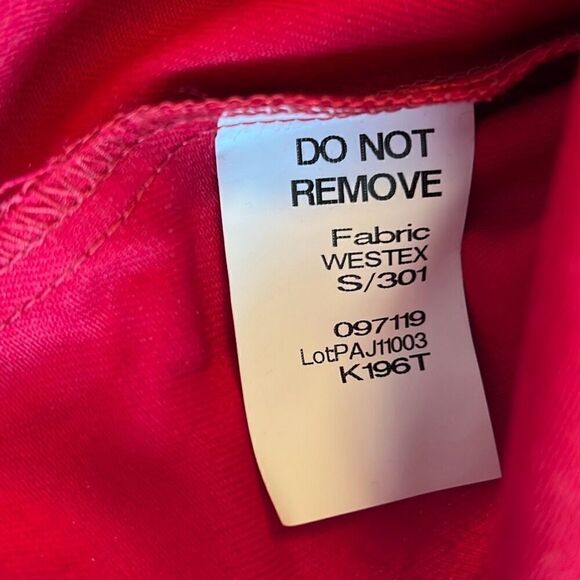 DO NOT
REMOVE
Fabric
WESTEX
S/301
097119
LotPAJ11003
K196T